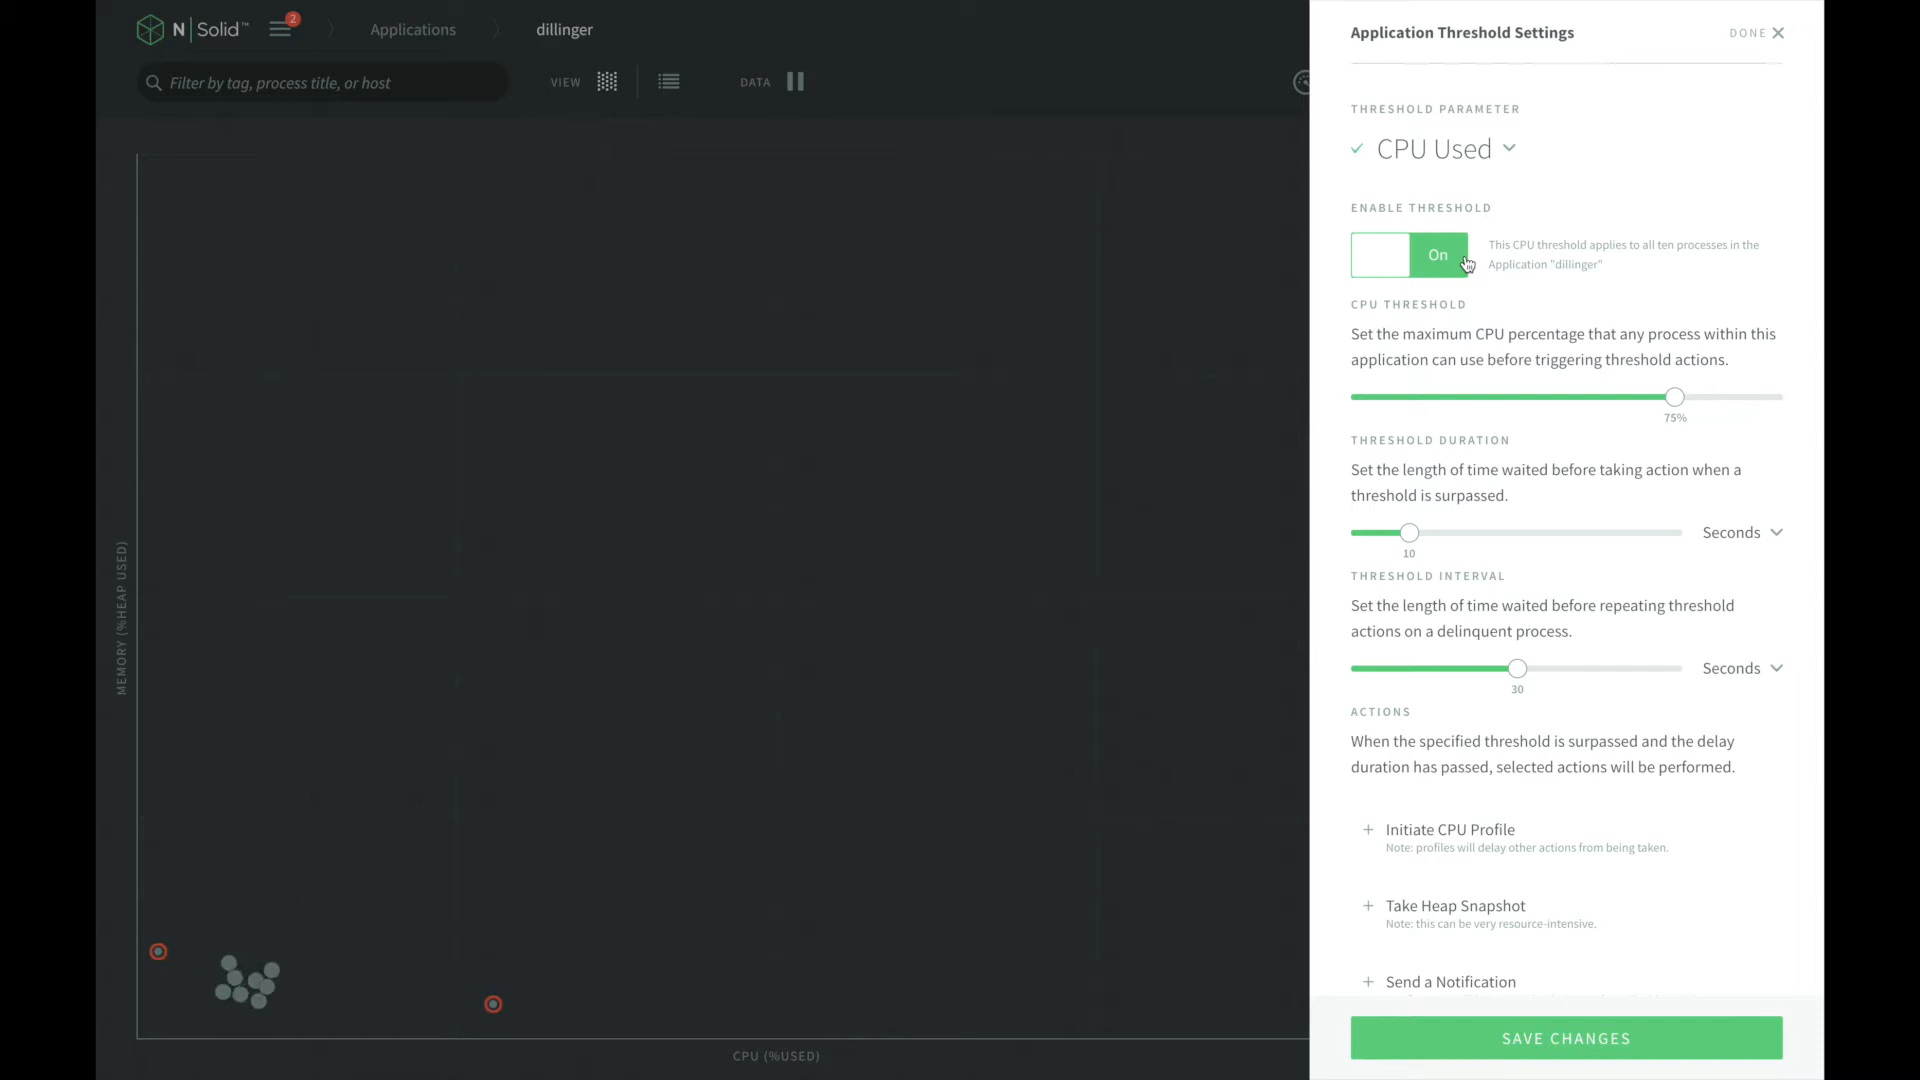 N|Solid™
2
Applications
dillinger
Filter by tag, process title, or host
VIEW
DATA
MEMORY (%HEAP USED)
CPU (%USED)
Application Threshold Settings
DONE
THRESHOLD PARAMETER
CPU Used
ENABLE THRESHOLD
On
This CPU threshold applies to all ten processes in the
Application "dillinger"
CPU THRESHOLD
Set the maximum CPU percentage that any process within this
application can use before triggering threshold actions.
75%
THRESHOLD DURATION
Set the length of time waited before taking action when a
threshold is surpassed.
Seconds
10
THRESHOLD INTERVAL
Set the length of time waited before repeating threshold
actions on a delinquent process.
Seconds
30
ACTIONS
When the specified threshold is surpassed and the delay
duration has passed, selected actions will be performed.
+ Initiate CPU Profile
Note: profiles will delay other actions from being taken.
+ Take Heap Snapshot
Note: this can be very resource-intensive.
+ Send a Notification
SAVE CHANGES